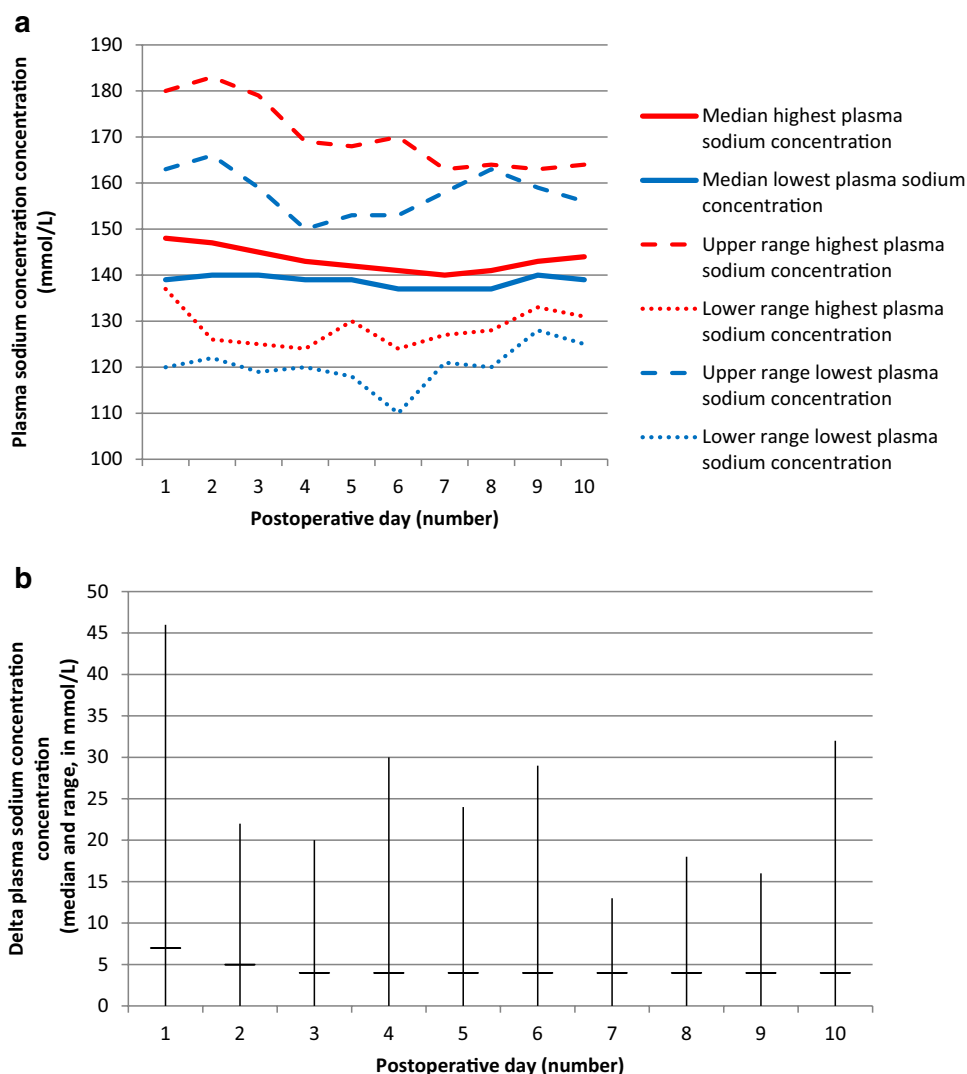 a
Plasma sodium concentration concentration
(mmol/L)
190
180
170
160
150
140
130
120
110
100
1 2 3 4 5 6 7 8 9 10
Postoperative day (number)
Median highest plasma
sodium concentration
Median lowest plasma sodium
concentration
Upper range highest plasma
sodium concentration
Lower range highest plasma
sodium concentration
Upper range lowest plasma
sodium concentration
Lower range lowest plasma
sodium concentration
b
Delta plasma sodium concentration
concentration
(median and range, in mmol/L)
50
45
40
35
30
25
20
15
10
5
0
1 2 3 4 5 6 7 8 9 10
Postoperative day (number)